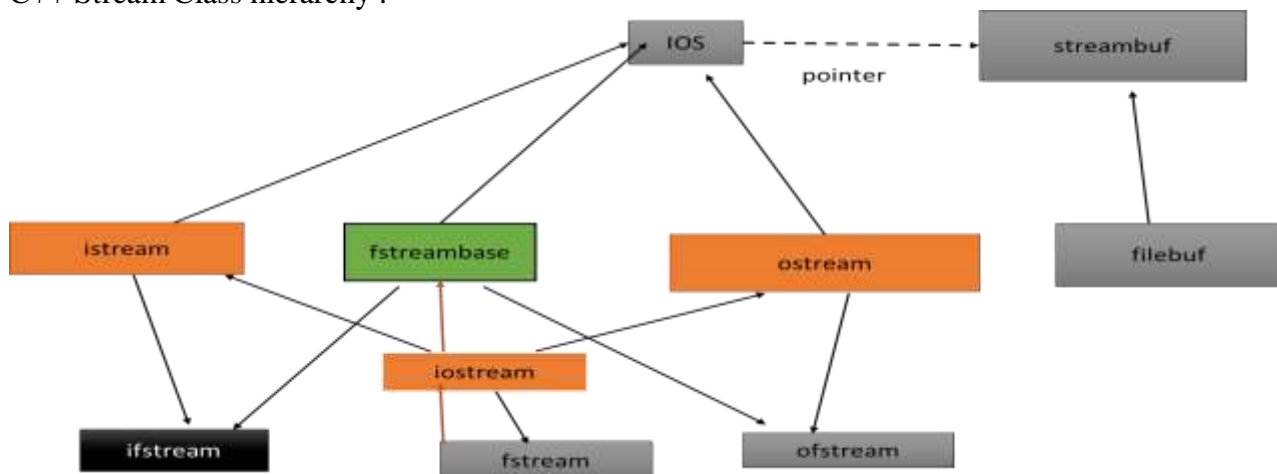 C++ Stream Class hierarchy :
IOS
streambuf
pointer
istream
fstreambase
ostream
filebuf
iostream
ifstream
fstream
ofstream